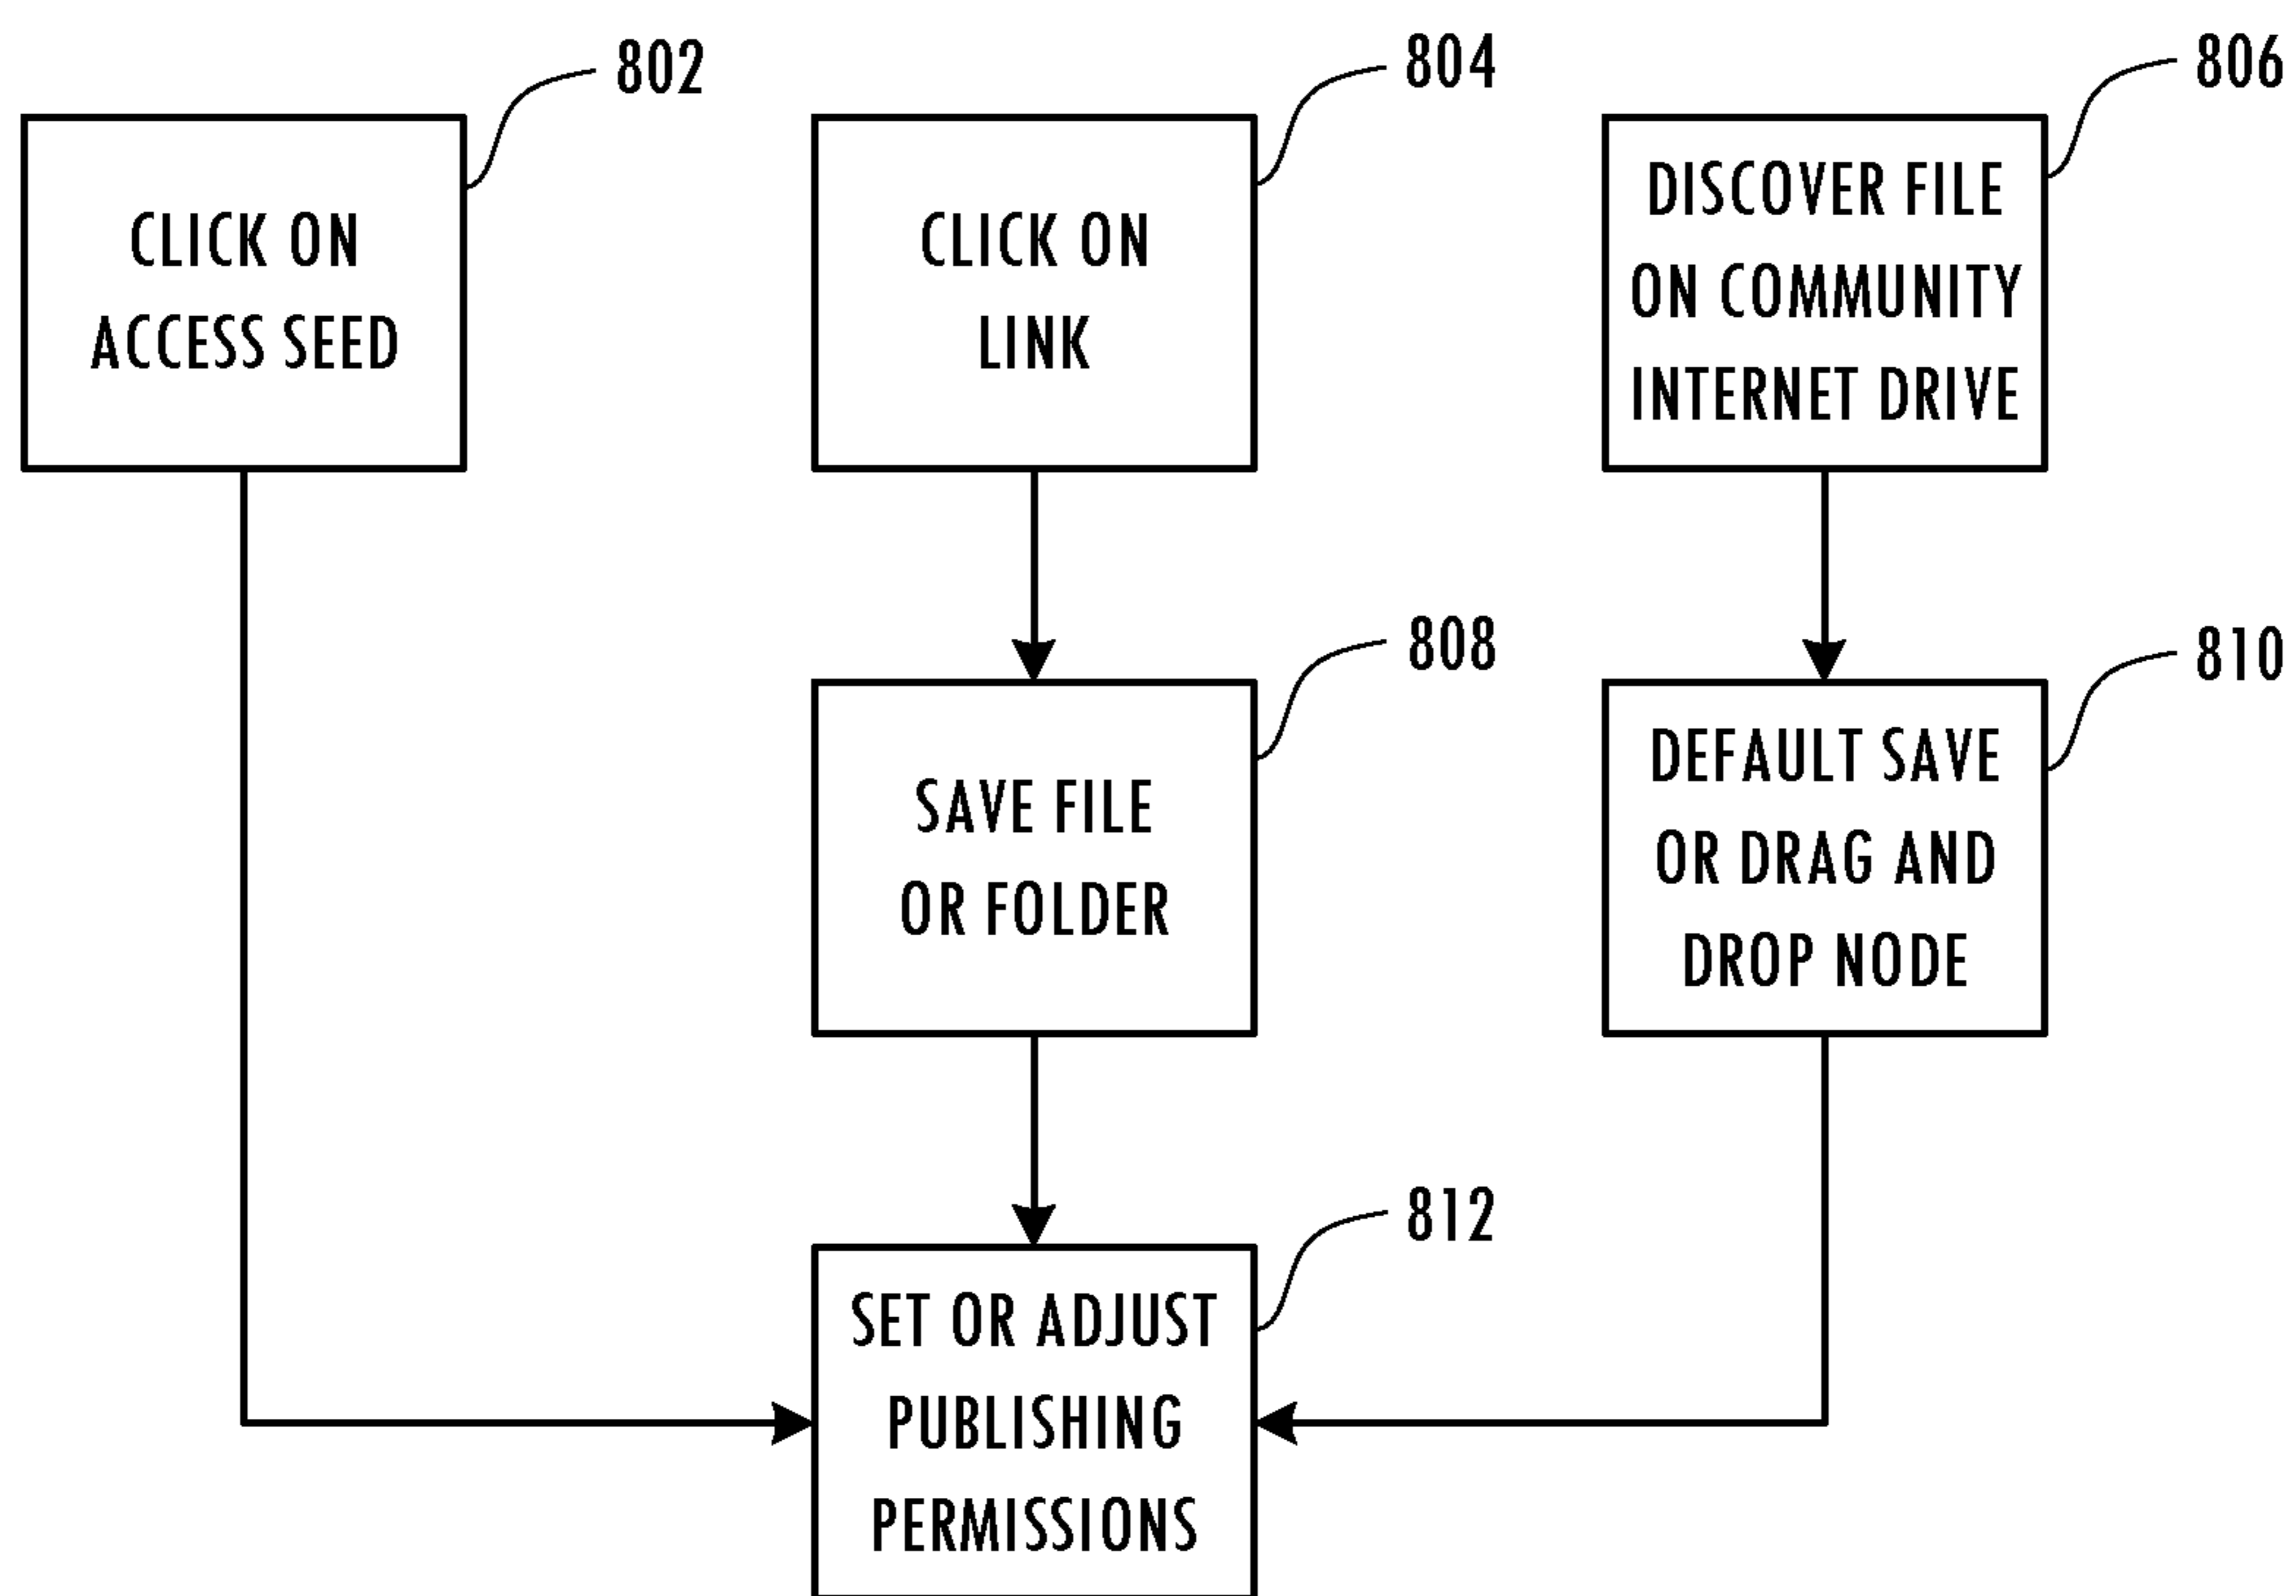 802
CLICK ON
ACCESS SEED
804
CLICK ON
LINK
806
DISCOVER FILE
ON COMMUNITY
INTERNET DRIVE
808
SAVE FILE
OR FOLDER
810
DEFAULT SAVE
OR DRAG AND
DROP NODE
812
SET OR ADJUST
PUBLISHING
PERMISSIONS